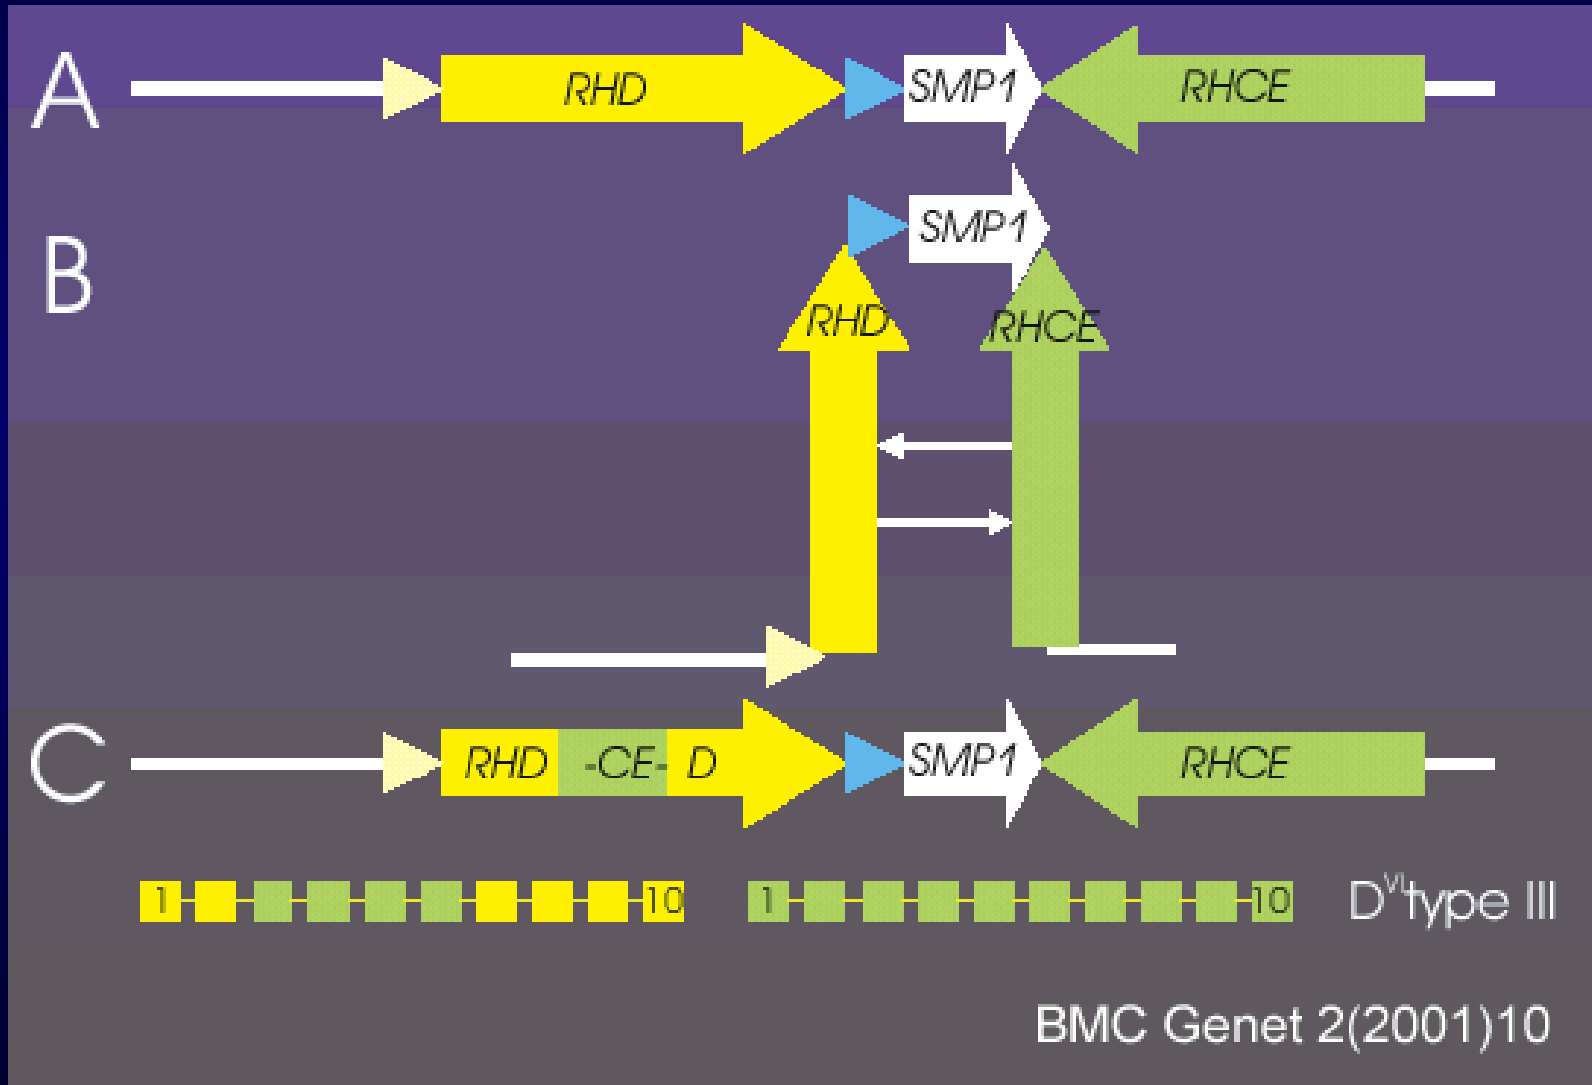 A RHD SMP1 RHCE
B SMP1
RHD RHCE
C RHD -CE- D SMP1 RHCE
1 10 1 10 DVI type III
BMC Genet 2(2001)10